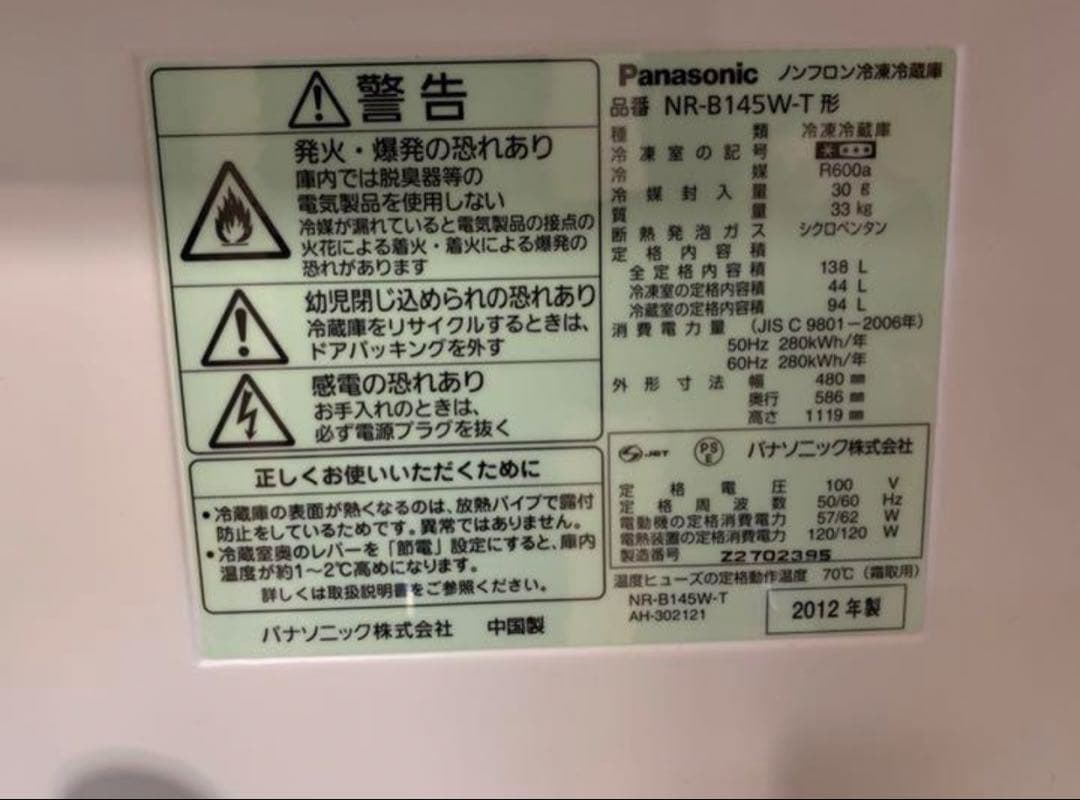 警告
発火・爆発の恐れあり
庫内では脱臭器等の
電気製品を使用しない
冷媒が漏れていると電気製品の接点の
火花による着火・着火による爆発の
恐れがあります
幼児閉じ込められの恐れあり
冷蔵庫をリサイクルするときは、
ドアパッキングを外す
感電の恐れあり
お手入れのときは、
必ず電源プラグを抜く
正しくお使いいただくために
•冷蔵庫の表面が熱くなるのは、放熱パイプで露付
防止をしているためです。異常ではありません。
•冷蔵室奥のレバーを「節電」設定にすると、庫内
温度が約1〜2℃高めになります。
詳しくは取扱説明書をご参照ください。
パナソニック株式会社 中国製
Panasonic ノンフロン冷凍冷蔵庫
品番 NR-B145W-T 形
種類 冷凍冷蔵庫
冷凍室の記号
冷媒 R600a
冷媒封入量 30 g
質量 33 kg
断熱発泡ガス シクロペンタン
定格内容積
全定格内容積 138 L
冷凍室の定格内容積 44 L
冷蔵室の定格内容積 94 L
消費電力量 (JIS C 9801−2006年)
50Hz 280kWh/年
60Hz 280kWh/年
外形寸法 幅 480 mm
奥行 586 mm
高さ 1119 mm
JET PSE パナソニック株式会社
定格電圧 100 V
定格周波数 50/60 Hz
電動機の定格消費電力 57/62 W
電熱装置の定格消費電力 120/120 W
製造番号 Z2702395
温度ヒューズの定格動作温度 70℃ (霜取用)
NR-B145W-T
AH-302121
2012 年製